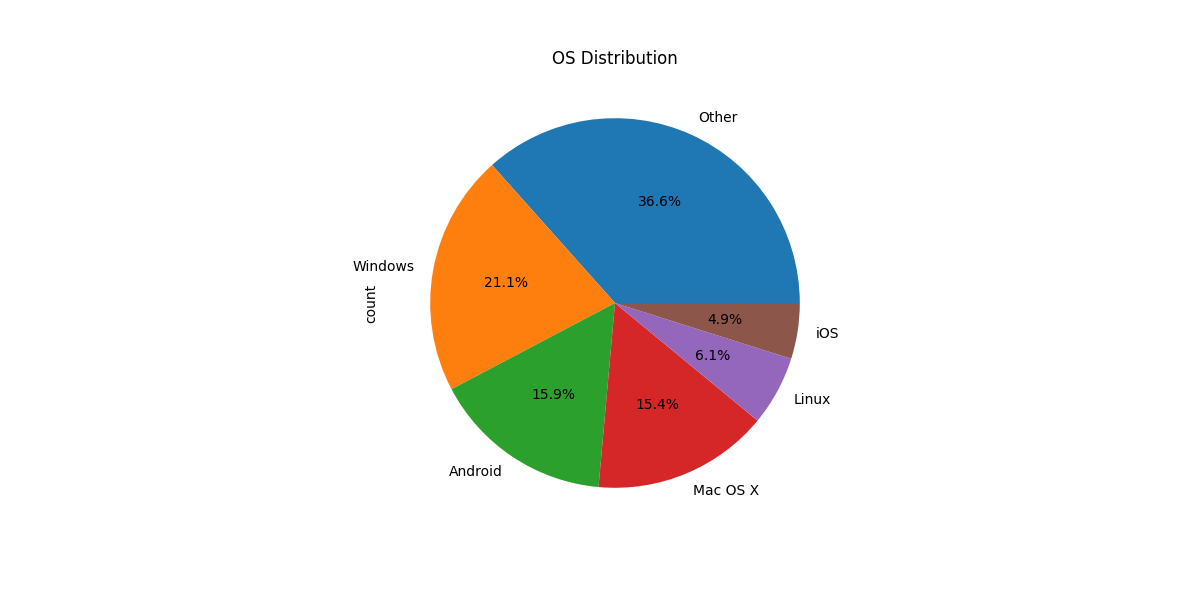 OS Distribution
Other
36.6%
Windows
21.1%
count
4.9%
iOS
6.1%
15.9%
15.4%
Linux
Android
Mac OS X